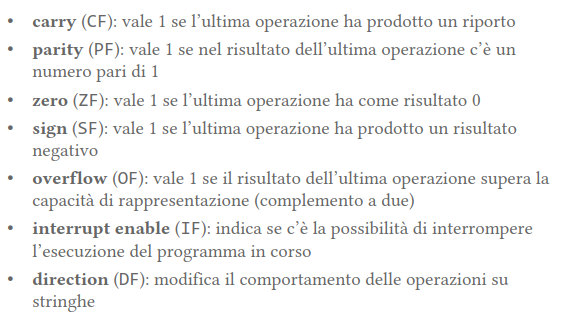 • carry (CF): vale 1 se l'ultima operazione ha prodotto un riporto
• parity (PF): vale 1 se nel risultato dell'ultima operazione c'è un
numero pari di 1
• zero (ZF): vale 1 se l'ultima operazione ha come risultato 0
• sign (SF): vale 1 se l'ultima operazione ha prodotto un risultato
negativo
• overflow (OF): vale 1 se il risultato dell'ultima operazione supera la
capacità di rappresentazione (complemento a due)
• interrupt enable (IF): indica se c'è la possibilità di interrompere
l'esecuzione del programma in corso
• direction (DF): modifica il comportamento delle operazioni su
stringhe